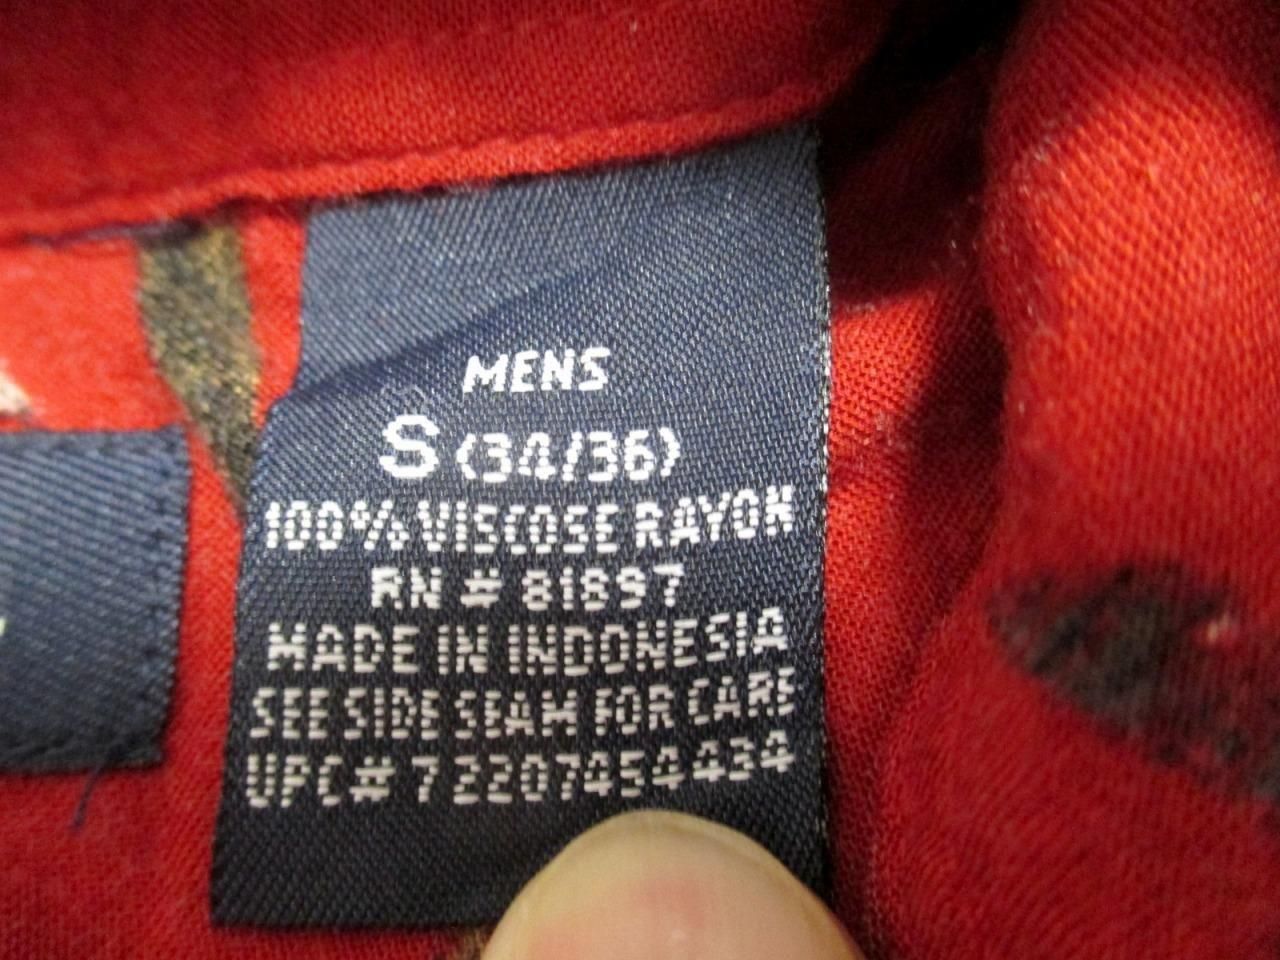 MENS
S (34/36)
100% VISCOSE RAYON
RN # 81897
MADE IN INDONESIA
SEE SIDE SEAM FOR CARE
UPC# 72207454434